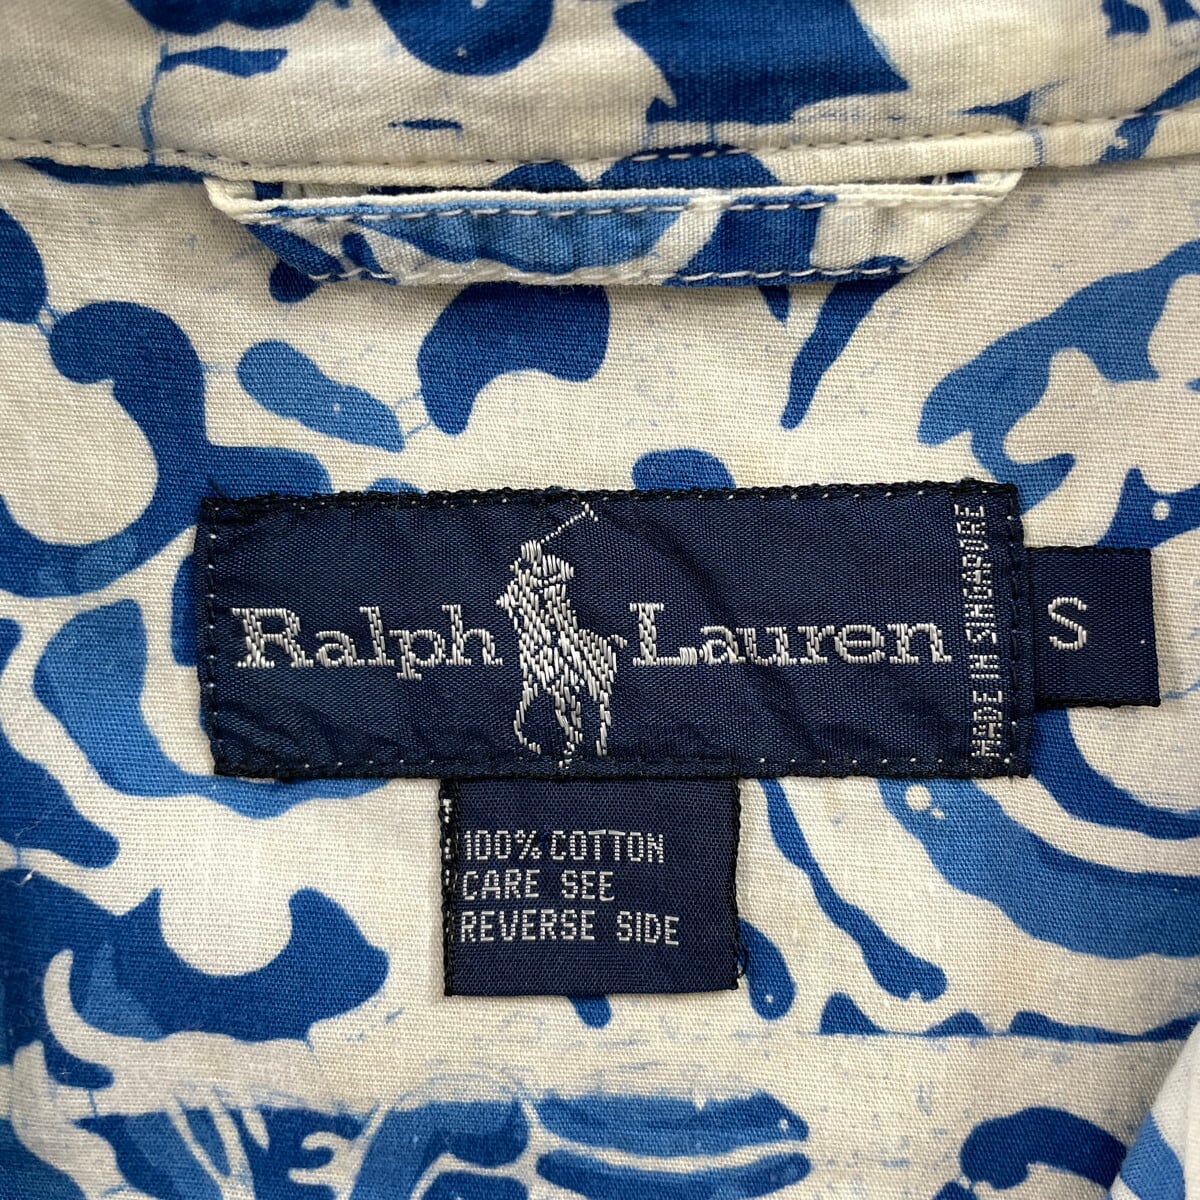 Ralph Lauren
MADE IN SINGAPORE
S
100% COTTON
CARE SEE
REVERSE SIDE